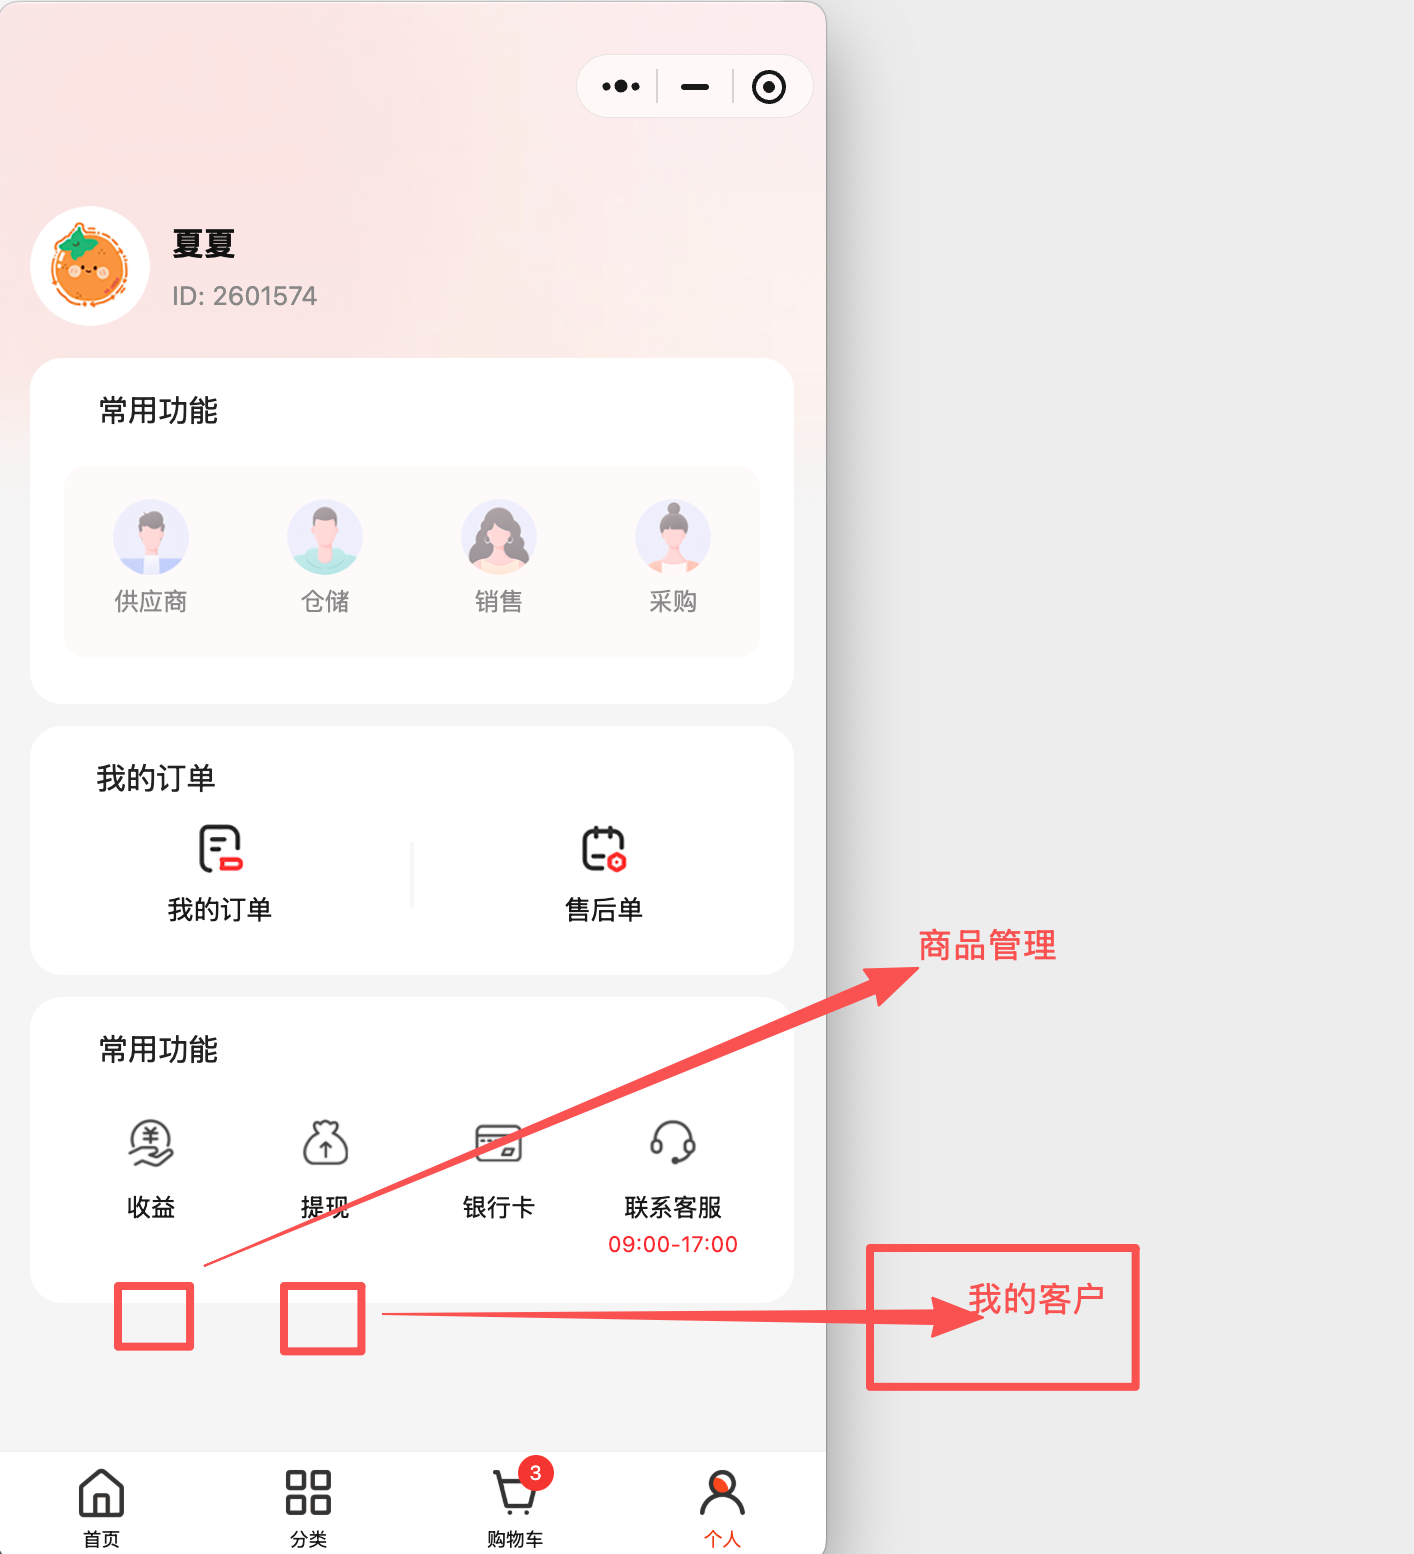 夏夏
ID: 2601574
常用功能
供应商 仓储 销售 采购
我的订单
我的订单 售后单
商品管理
常用功能
收益 提现 银行卡 联系客服
09:00-17:00
我的客户
3
首页 分类 购物车 个人